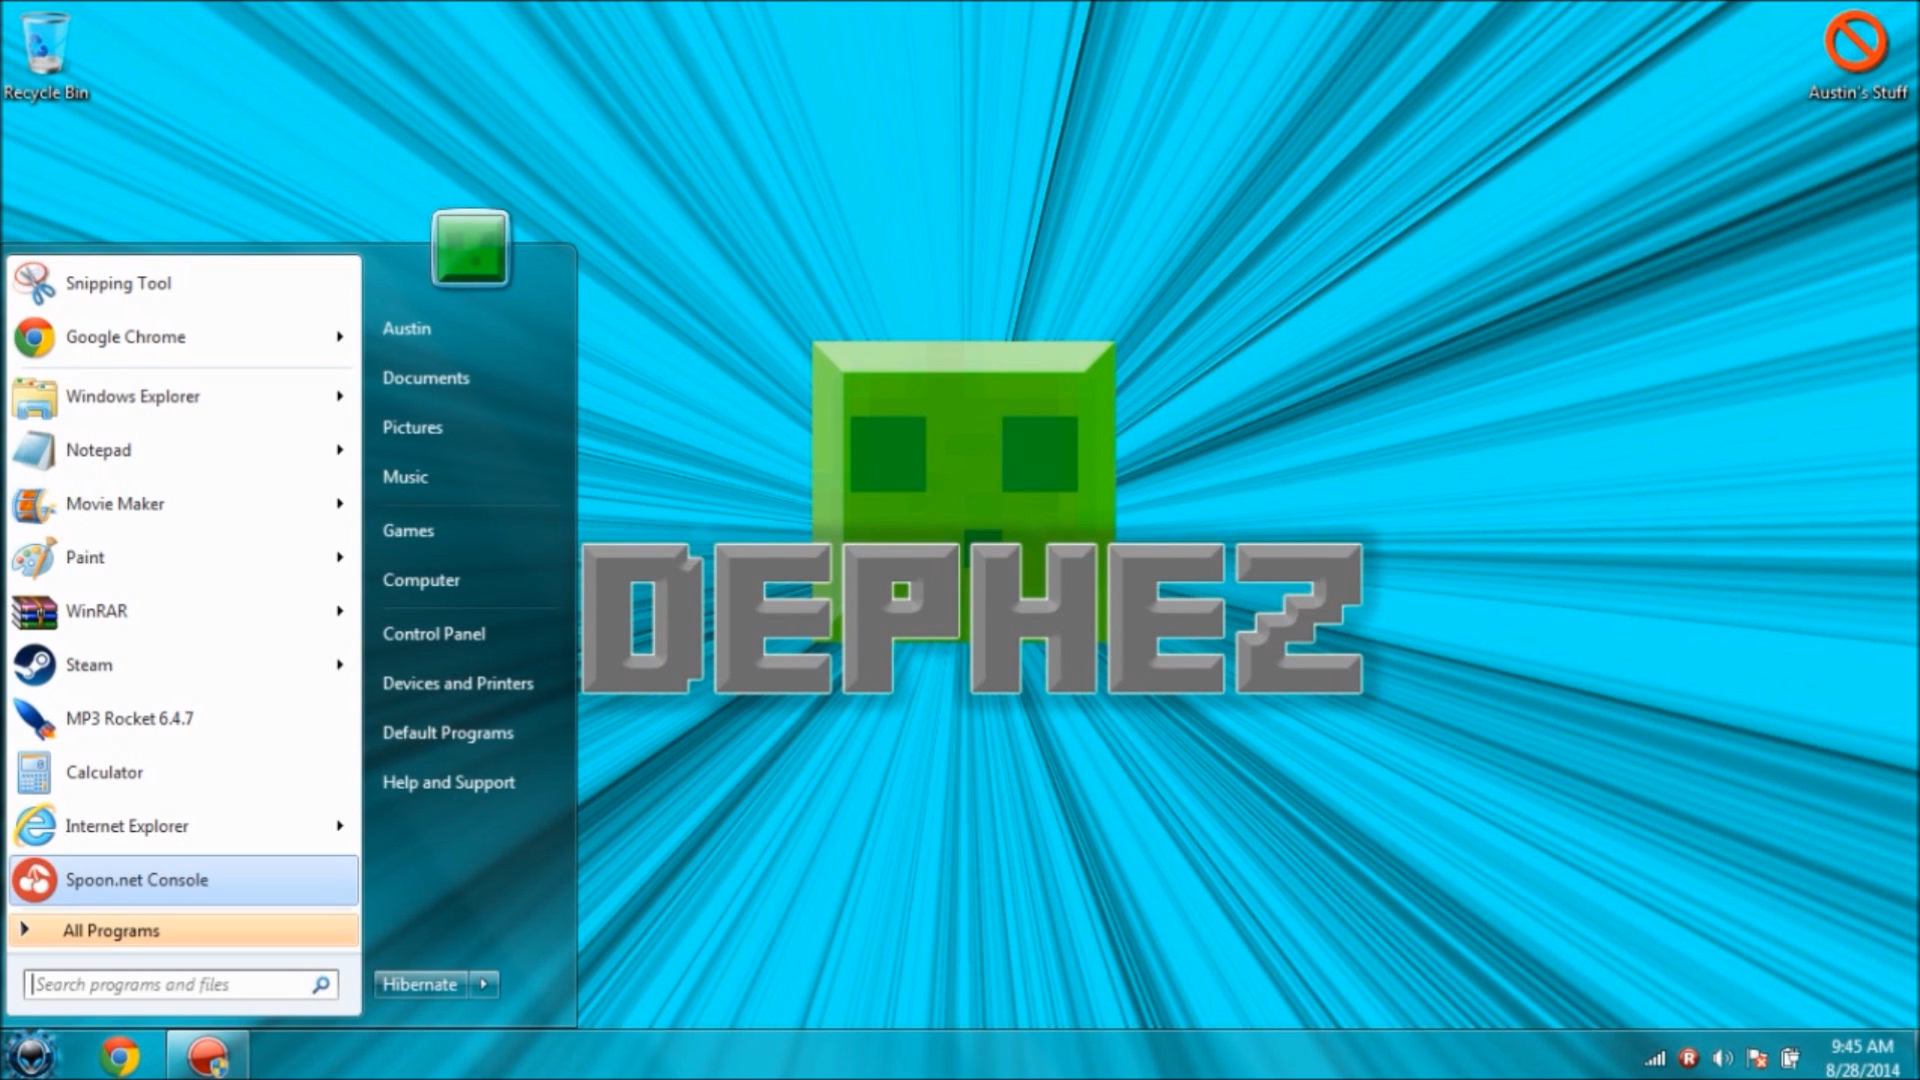 Recycle Bin
Austin's Stuff
Snipping Tool
Google Chrome
Windows Explorer
Notepad
Movie Maker
Paint
WinRAR
Steam
MP3 Rocket 6.4.7
Calculator
Internet Explorer
Spoon.net Console
All Programs
Search programs and files
Austin
Documents
Pictures
Music
Games
Computer
Control Panel
Devices and Printers
Default Programs
Help and Support
Hibernate
DEPHEZ
R
9:45 AM
8/28/2014